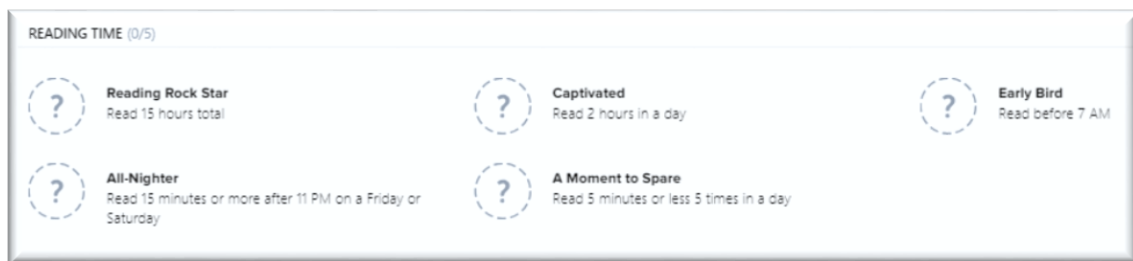 READING TIME (0/5)
?
Reading Rock Star
Read 15 hours total
?
Captivated
Read 2 hours in a day
?
Early Bird
Read before 7 AM
?
All-Nighter
Read 15 minutes or more after 11 PM on a Friday or
Saturday
?
A Moment to Spare
Read 5 minutes or less 5 times in a day